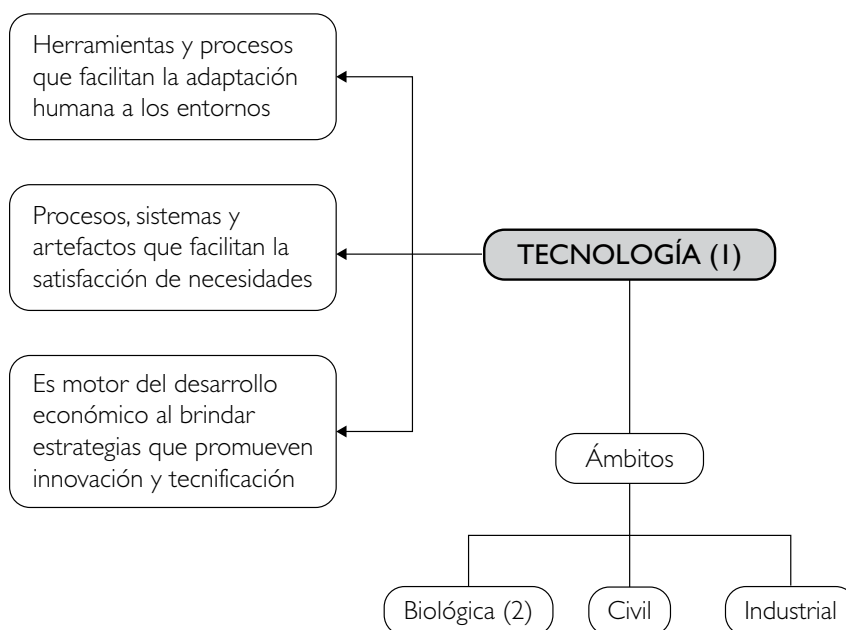 Herramientas y procesos
que facilitan la adaptación
humana a los entornos
Procesos, sistemas y
artefactos que facilitan la
satisfacción de necesidades
Es motor del desarrollo
económico al brindar
estrategias que promueven
innovación y tecnificación
TECNOLOGÍA (1)
Ámbitos
Biológica (2)
Civil
Industrial